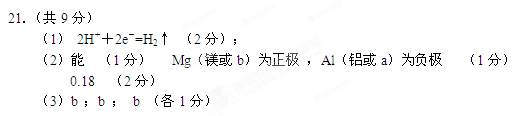 21.（共 9 分）
（1） 2H⁺＋2e⁻=H₂↑ （2 分）；
（2）能 （1 分） Mg（镁或 b）为正极 ，Al（铝或 a）为负极 （1 分）
0.18 （2 分）
（3）b ；b ； b （各 1 分）